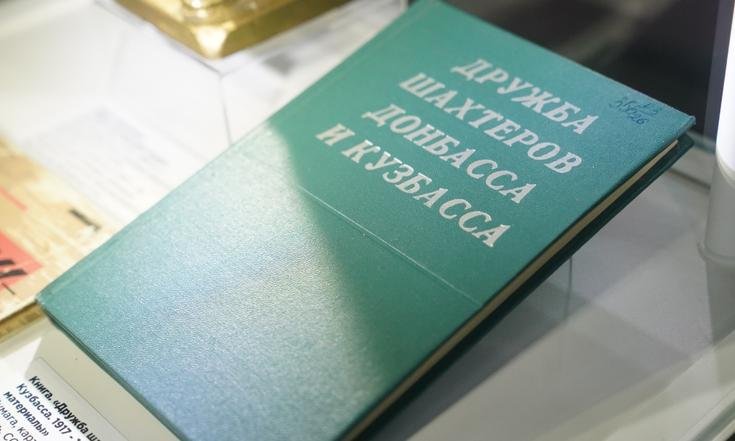 ДРУЖБА
ШАХТЕРОВ
ДОНБАССА
И КУЗБАССА
Книга. «Дружба
Кузбасса. 1917 -
материалы»